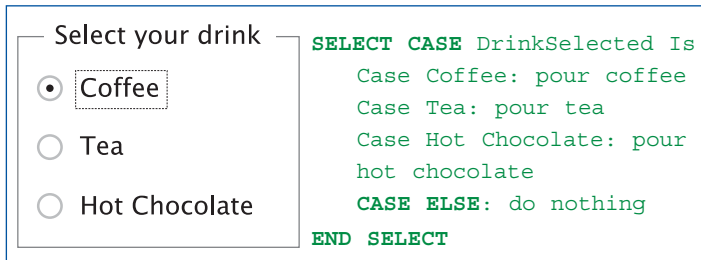 Select your drink
Coffee
Tea
Hot Chocolate
SELECT CASE DrinkSelected Is
Case Coffee: pour coffee
Case Tea: pour tea
Case Hot Chocolate: pour
hot chocolate
CASE ELSE: do nothing
END SELECT